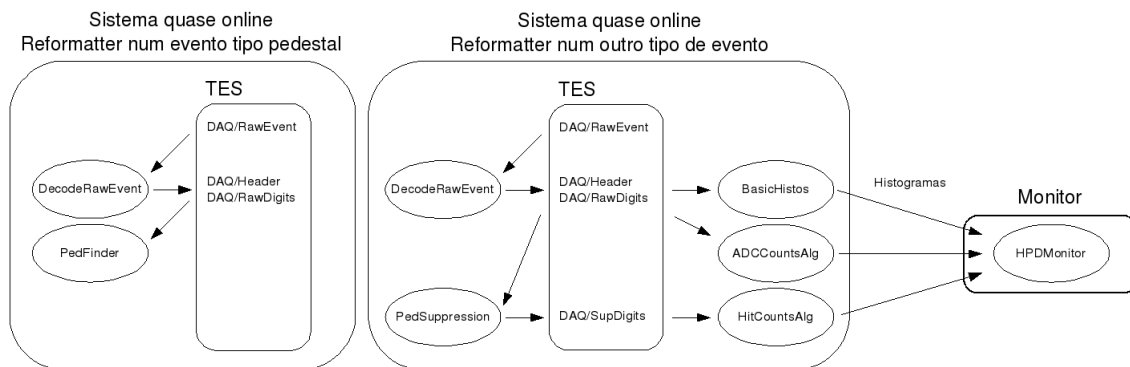 Sistema quase online
Reformatter num evento tipo pedestal
TES
DAQ/RawEvent
DecodeRawEvent
DAQ/Header
DAQ/RawDigits
PedFinder
Sistema quase online
Reformatter num outro tipo de evento
TES
DAQ/RawEvent
DecodeRawEvent
DAQ/Header
DAQ/RawDigits
BasicHistos
ADCCountsAlg
PedSuppression
DAQ/SupDigits
HitCountsAlg
Histogramas
Monitor
HPDMonitor